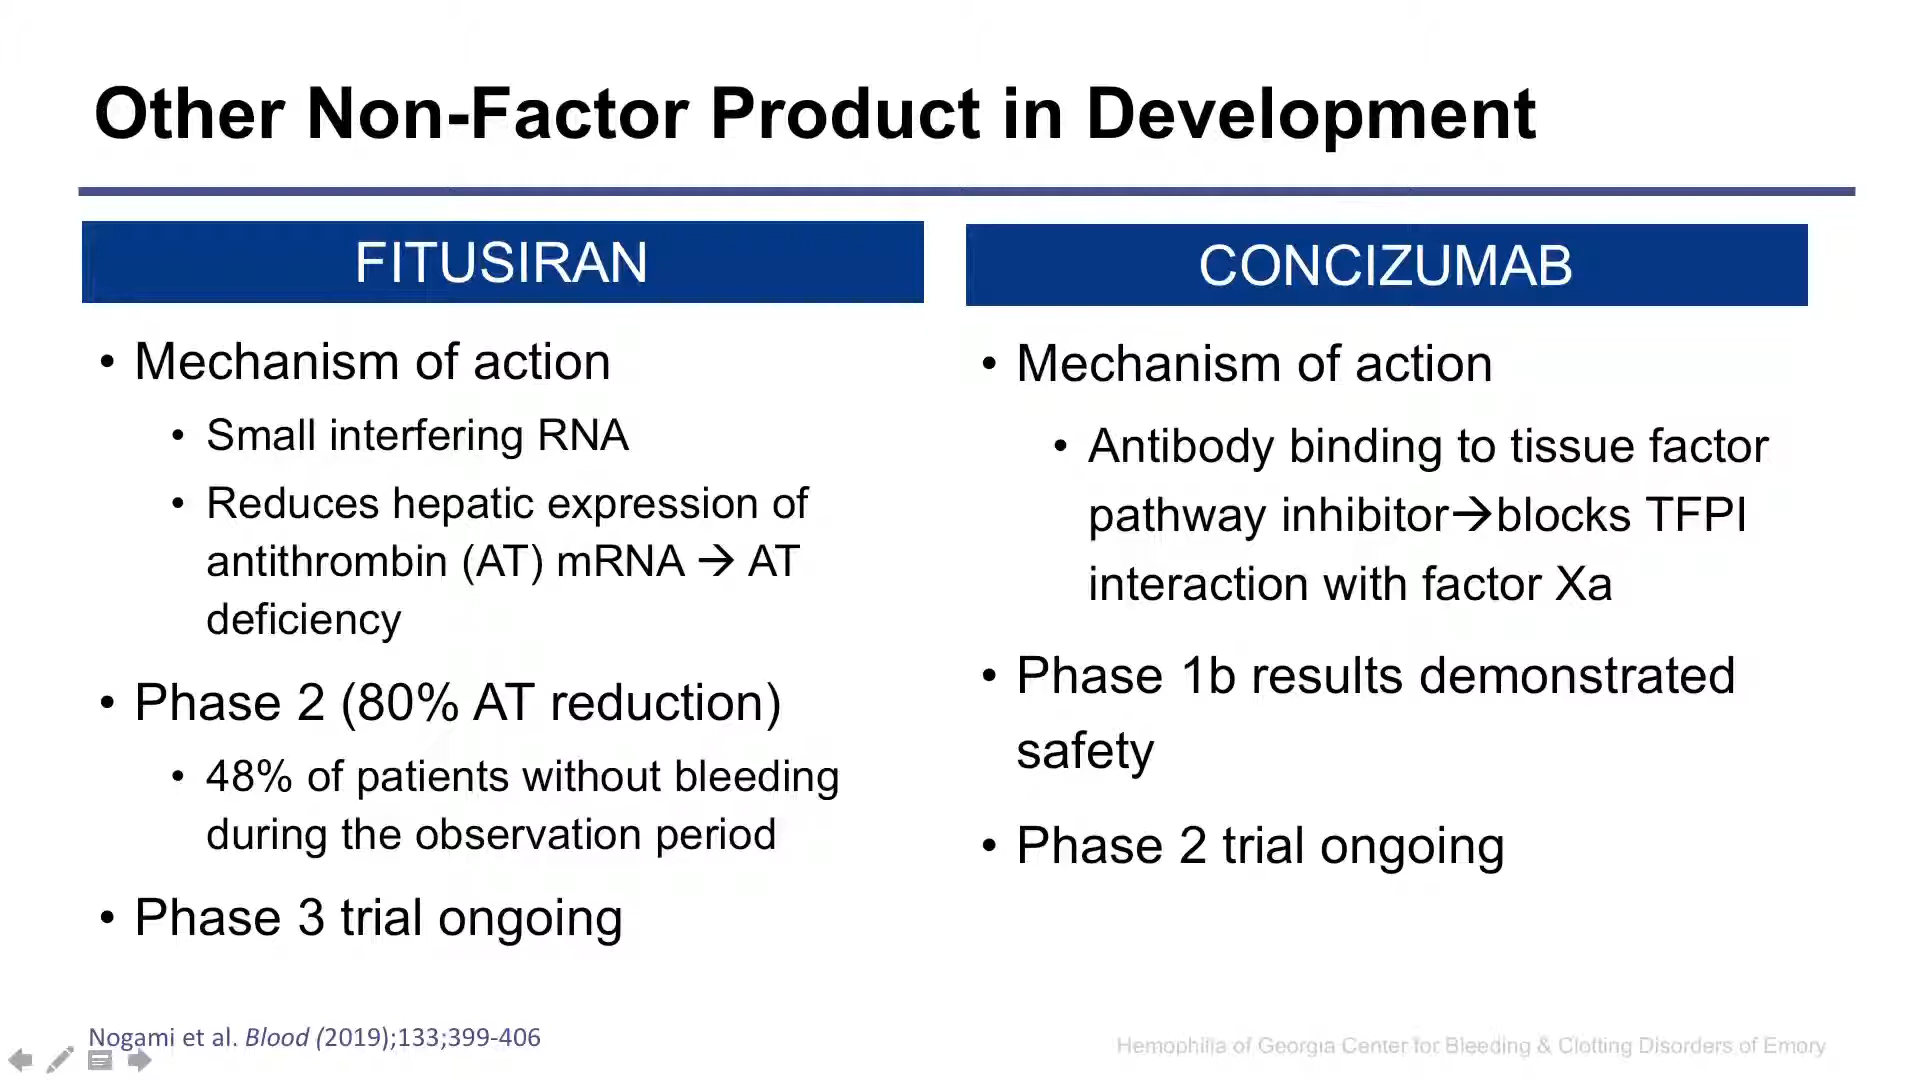 Other Non-Factor Product in Development
FITUSIRAN
• Mechanism of action
• Small interfering RNA
• Reduces hepatic expression of
antithrombin (AT) mRNA → AT
deficiency
• Phase 2 (80% AT reduction)
• 48% of patients without bleeding
during the observation period
• Phase 3 trial ongoing
CONCIZUMAB
• Mechanism of action
• Antibody binding to tissue factor
pathway inhibitor→blocks TFPI
interaction with factor Xa
• Phase 1b results demonstrated
safety
• Phase 2 trial ongoing
Nogami et al. Blood (2019);133;399-406
Hemophilia of Georgia Center for Bleeding & Clotting Disorders of Emory